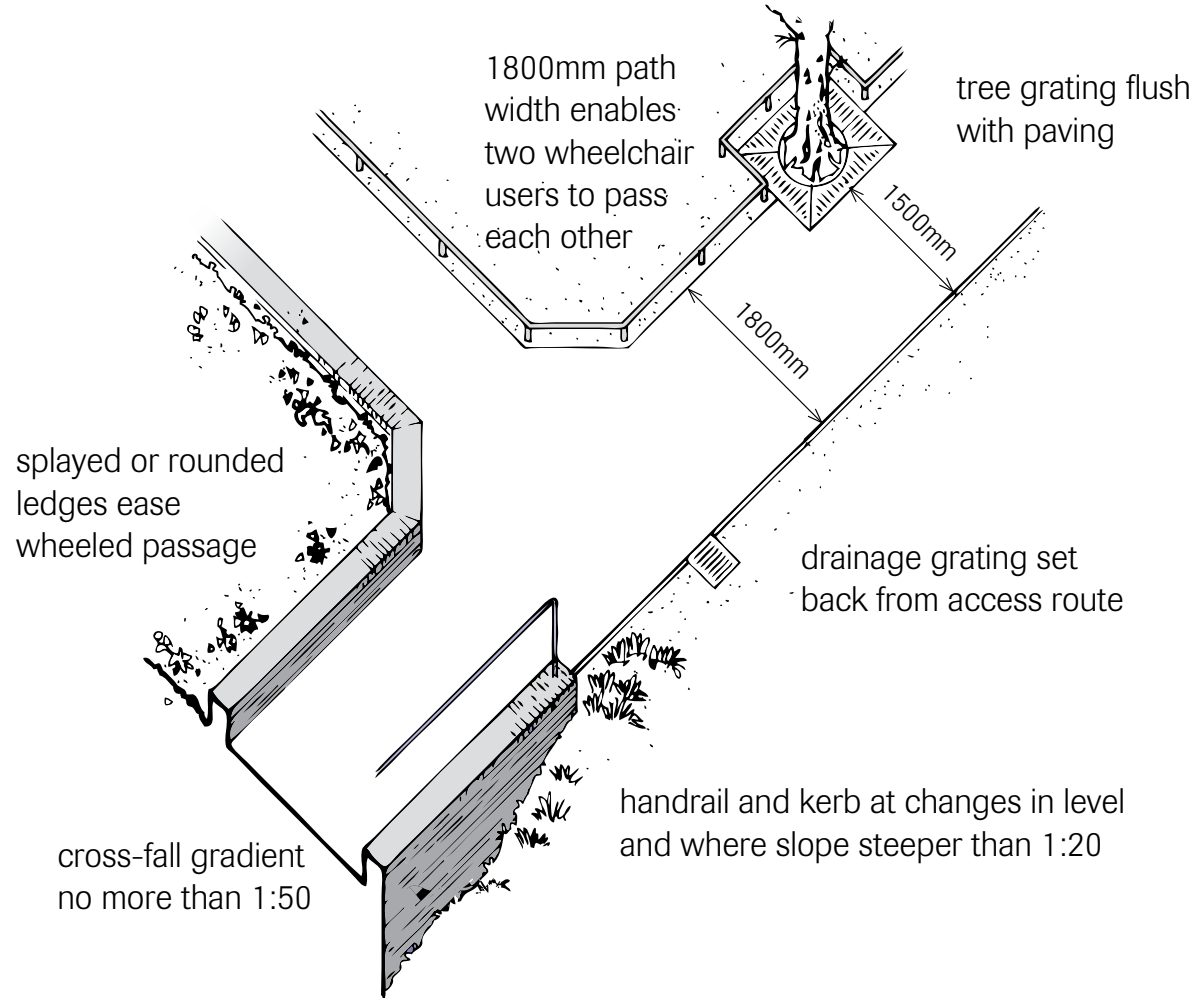 1800mm path
width enables
two wheelchair
users to pass
each other
tree grating flush
with paving
1500mm
1800mm
splayed or rounded
ledges ease
wheeled passage
drainage grating set
back from access route
handrail and kerb at changes in level
and where slope steeper than 1:20
cross-fall gradient
no more than 1:50